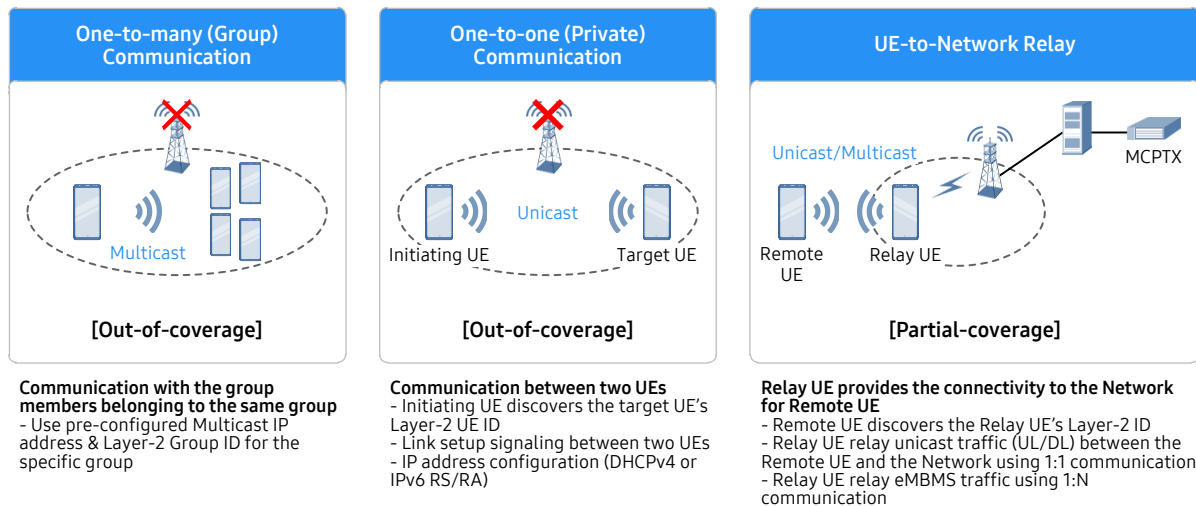 One-to-many (Group)
Communication
Multicast
[Out-of-coverage]
Communication with the group
members belonging to the same group
- Use pre-configured Multicast IP
address & Layer-2 Group ID for the
specific group
One-to-one (Private)
Communication
Unicast
Initiating UE
Target UE
[Out-of-coverage]
Communication between two UEs
- Initiating UE discovers the target UE's
Layer-2 UE ID
- Link setup signaling between two UEs
- IP address configuration (DHCPv4 or
IPv6 RS/RA)
UE-to-Network Relay
Unicast/Multicast
MCPTX
Remote
UE
Relay UE
[Partial-coverage]
Relay UE provides the connectivity to the Network
for Remote UE
- Remote UE discovers the Relay UE's Layer-2 ID
- Relay UE relay unicast traffic (UL/DL) between the
Remote UE and the Network using 1:1 communication
- Relay UE relay eMBMS traffic using 1:N
communication